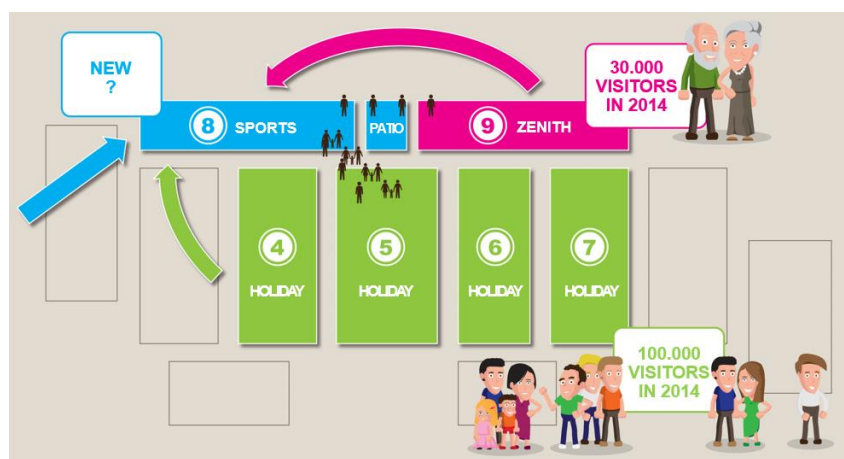 NEW
?
30.000
VISITORS
IN 2014
8 SPORTS
PATIO
9 ZENITH
4
HOLIDAY
5
HOLIDAY
6
HOLIDAY
7
HOLIDAY
100.000
VISITORS
IN 2014